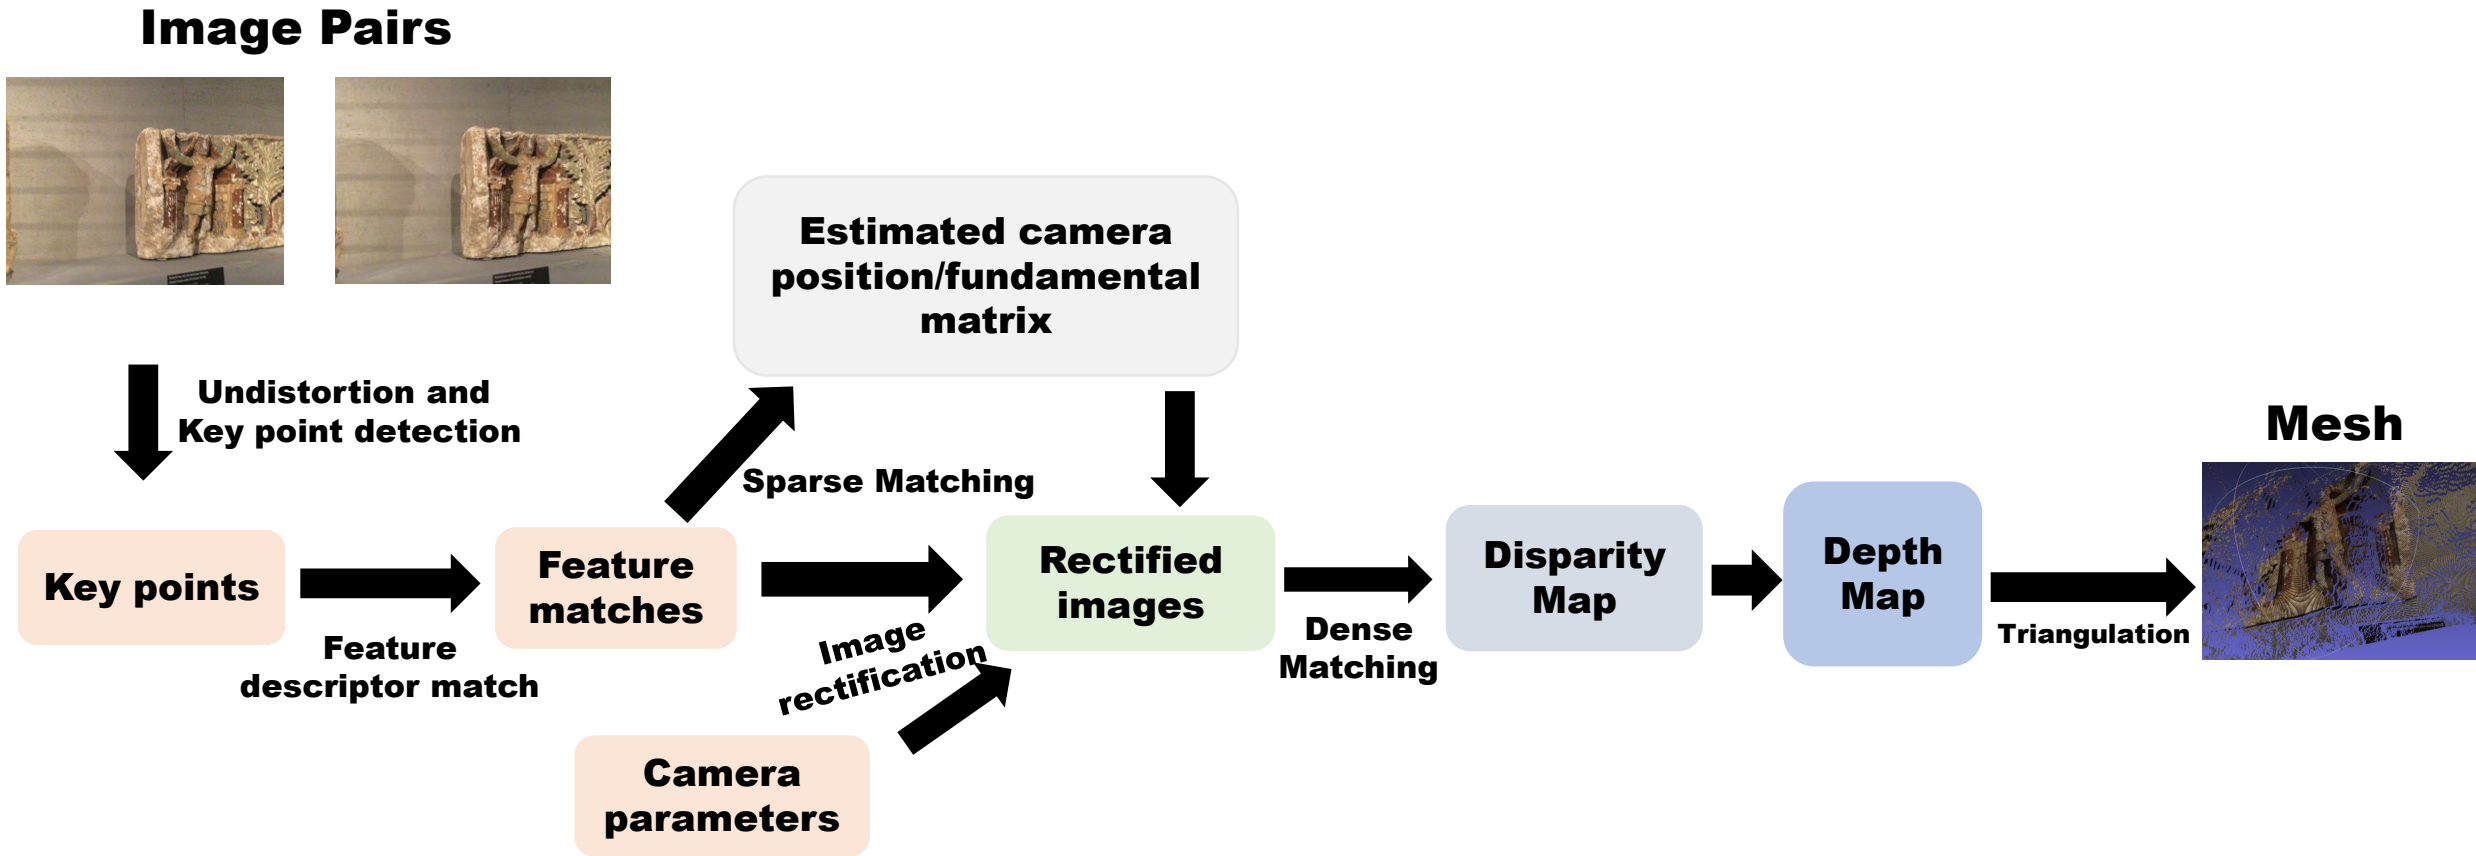 Image Pairs
Undistortion and
Key point detection
Key points
Feature
descriptor match
Feature
matches
Sparse Matching
Estimated camera
position/fundamental
matrix
Image
rectification
Camera
parameters
Rectified
images
Dense
Matching
Disparity
Map
Depth
Map
Triangulation
Mesh